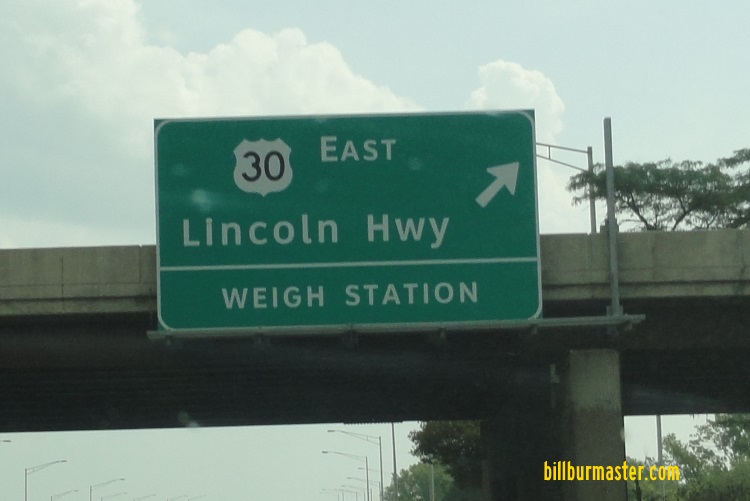 30 EAST
Lincoln Hwy
WEIGH STATION
billburmaster.com